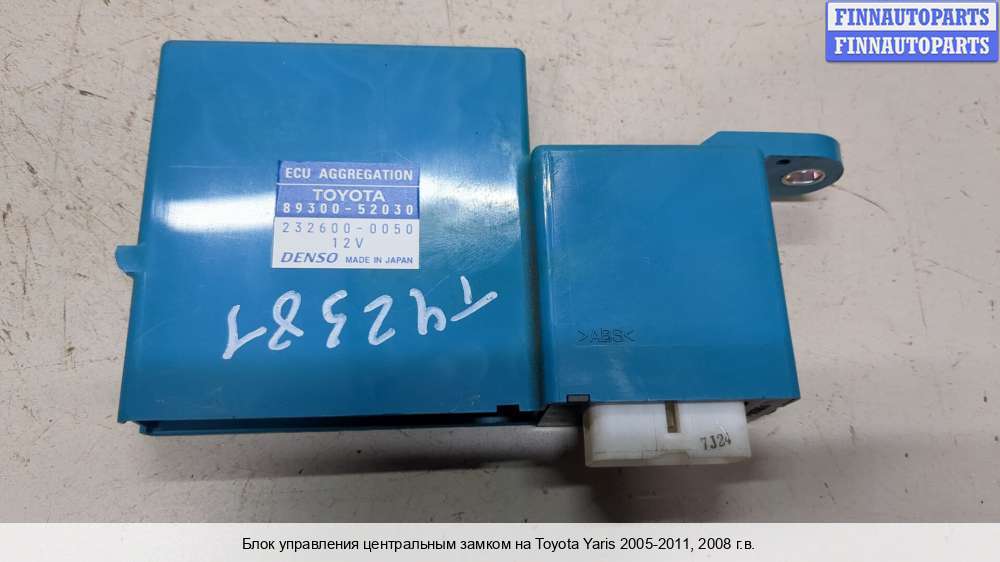 FINNAUTOPARTS
FINNAUTOPARTS
ECU AGGREGATION
TOYOTA
89300-52030
232600-0050
12V
DENSO MADE IN JAPAN
T42381
>ABS<
7J24
Блок управления центральным замком на Toyota Yaris 2005-2011, 2008 г.в.